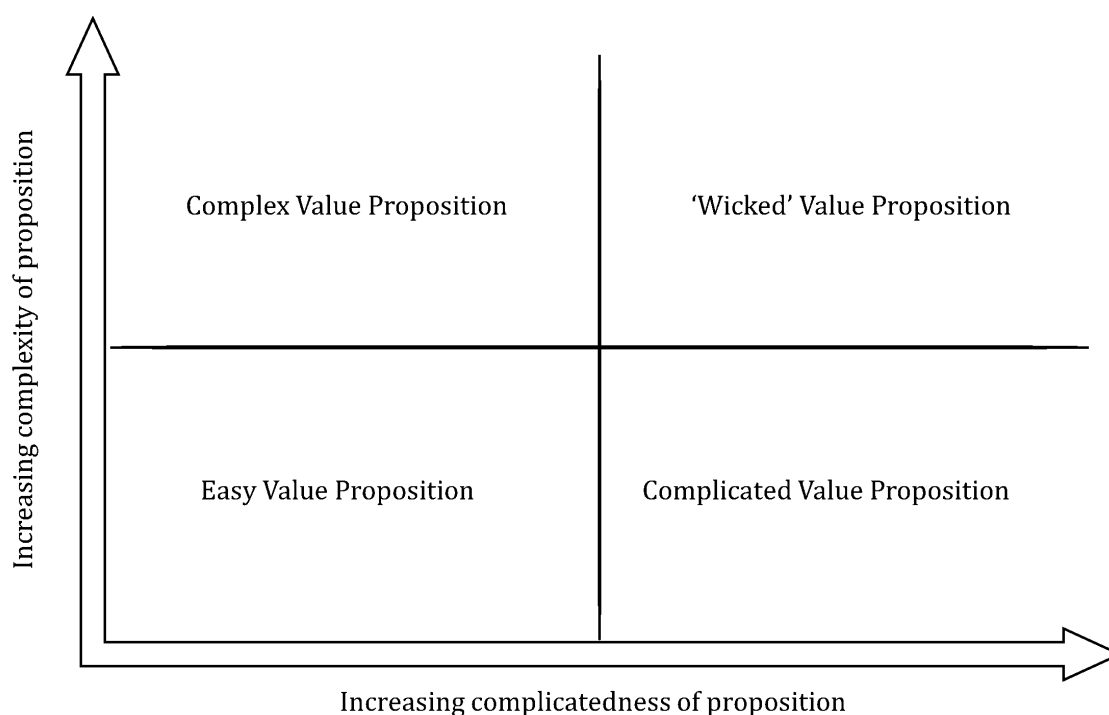 Increasing complexity of proposition
Complex Value Proposition
‘Wicked’ Value Proposition
Easy Value Proposition
Complicated Value Proposition
Increasing complicatedness of proposition